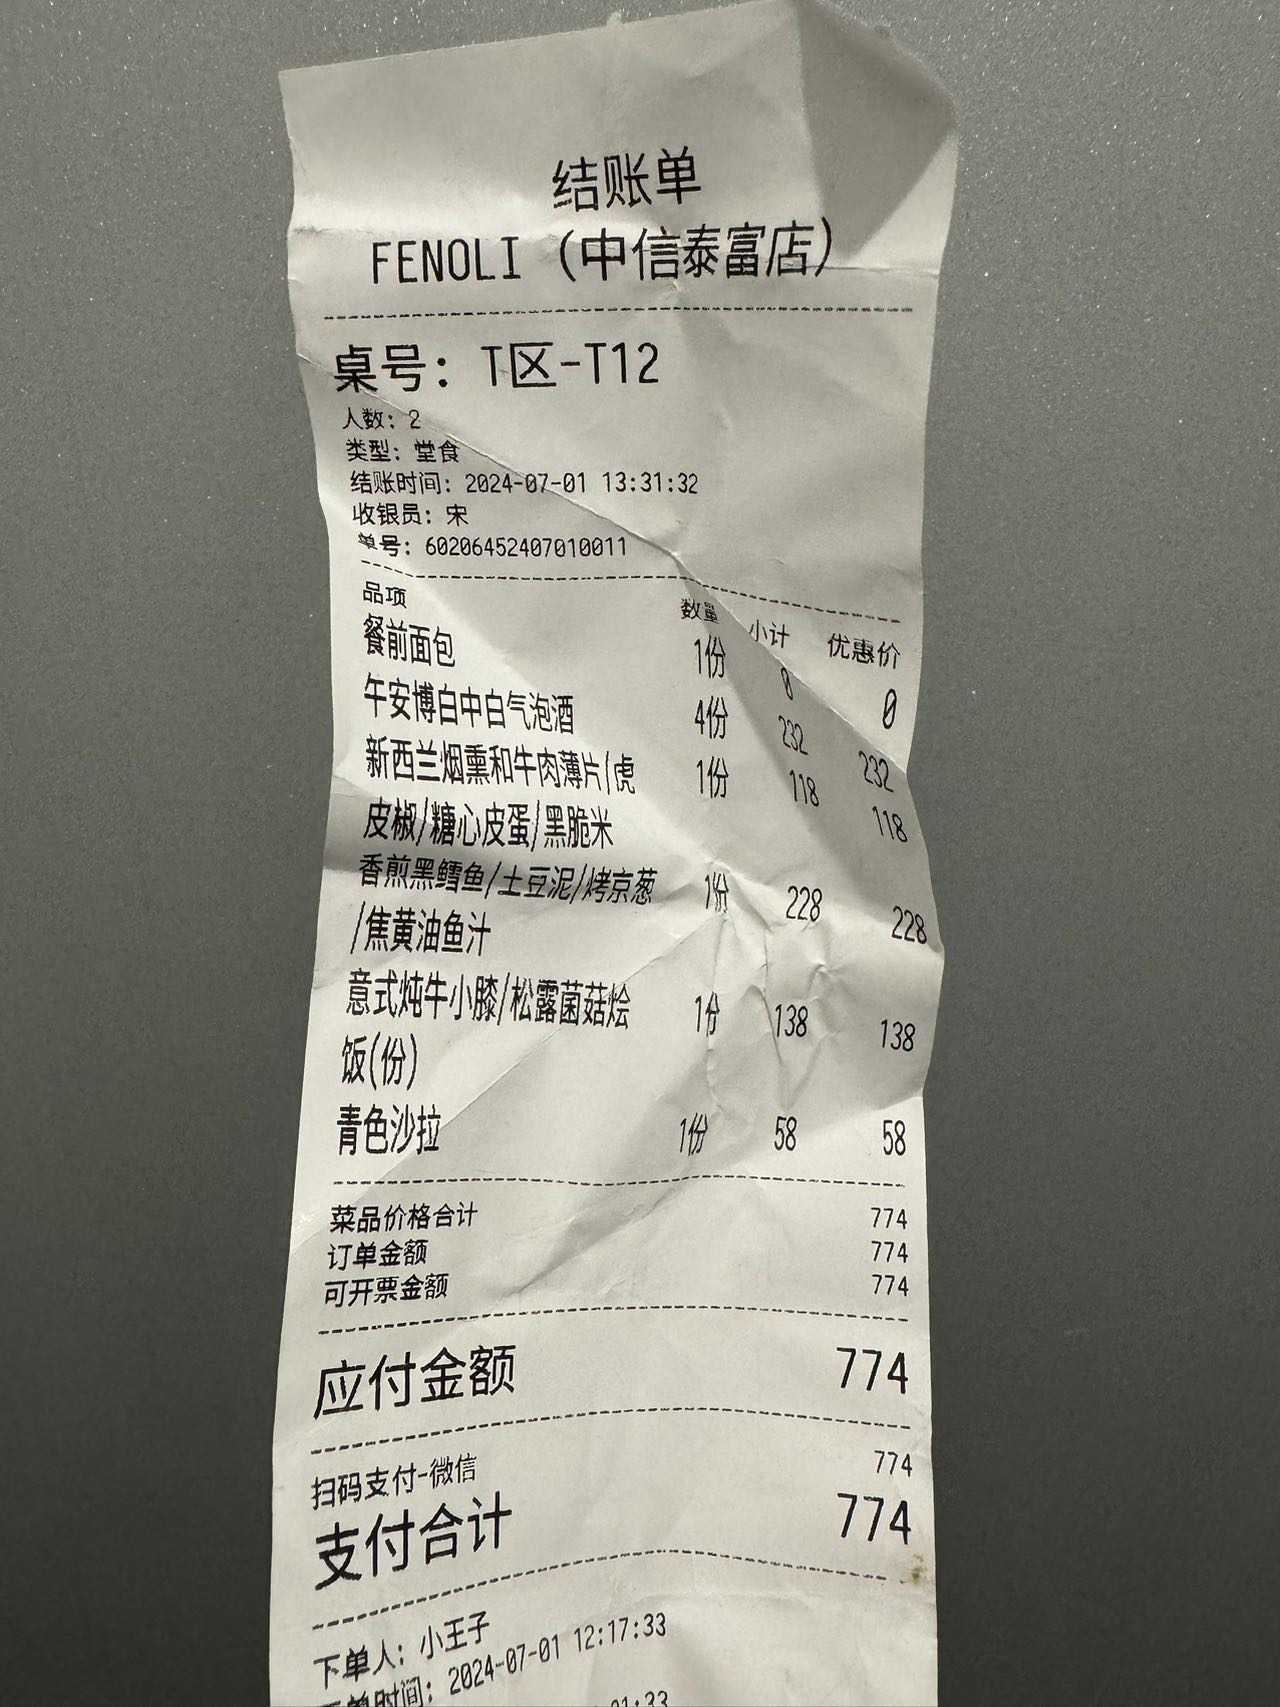 结账单
FENOLI (中信泰富店)
桌号: T区-T12
人数: 2
类型: 堂食
结账时间: 2024-07-01 13:31:32
收银员: 宋
单号: 60206452407010011
品项 数量 小计 优惠价
餐前面包 1份 0 0
午安博白中白气泡酒 4份 232 232
新西兰烟熏和牛肉薄片/虎 1份 118 118
皮椒/糖心皮蛋/黑脆米
香煎黑鳕鱼/土豆泥/烤京葱 1份 228 228
/焦黄油鱼汁
意式炖牛小膝/松露菌菇烩 1份 138 138
饭(份)
青色沙拉 1份 58 58
菜品价格合计 774
订单金额 774
可开票金额 774
应付金额 774
扫码支付-微信 774
支付合计 774
下单人: 小王子
下单时间: 2024-07-01 12:17:33
01:33